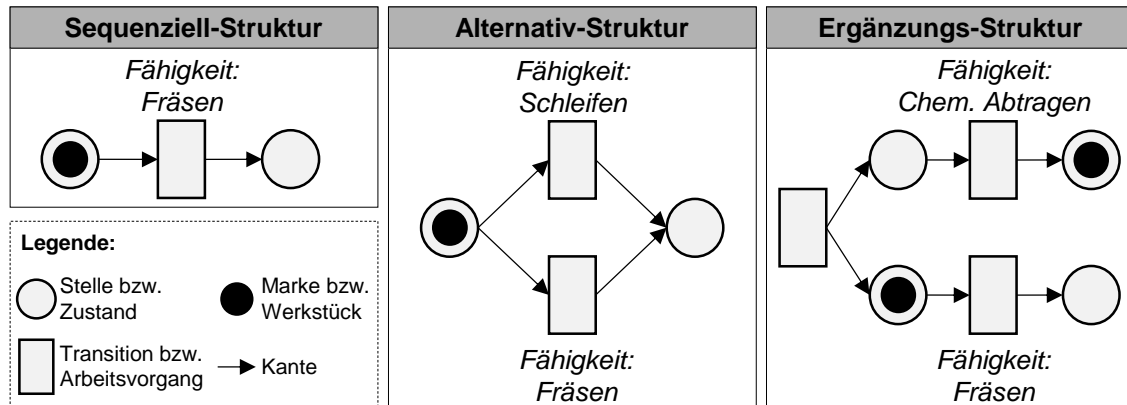 Sequenziell-Struktur
Fähigkeit:
Fräsen
Legende:
Stelle bzw.
Zustand
Marke bzw.
Werkstück
Transition bzw.
Arbeitsvorgang
Kante
Alternativ-Struktur
Fähigkeit:
Schleifen
Fähigkeit:
Fräsen
Ergänzungs-Struktur
Fähigkeit:
Chem. Abtragen
Fähigkeit:
Fräsen